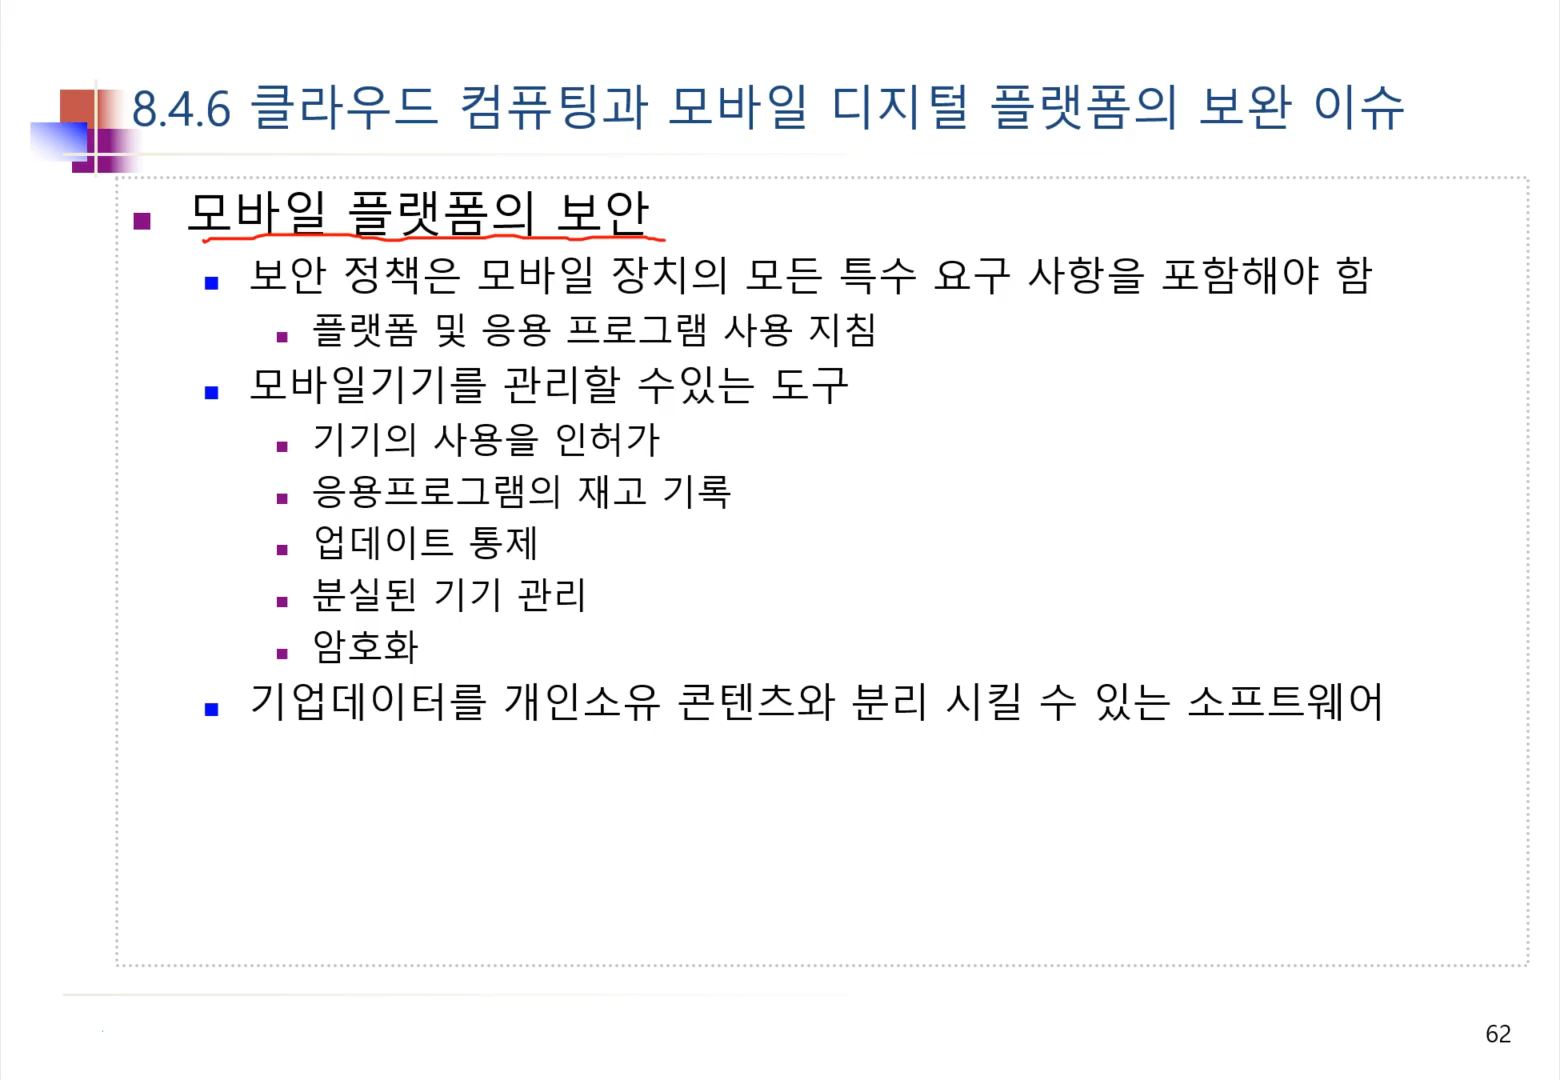 8.4.6 클라우드 컴퓨팅과 모바일 디지털 플랫폼의 보완 이슈
모바일 플랫폼의 보안
보안 정책은 모바일 장치의 모든 특수 요구 사항을 포함해야 함
플랫폼 및 응용 프로그램 사용 지침
모바일기기를 관리할 수있는 도구
기기의 사용을 인허가
응용프로그램의 재고 기록
업데이트 통제
분실된 기기 관리
암호화
기업데이터를 개인소유 콘텐츠와 분리 시킬 수 있는 소프트웨어
62